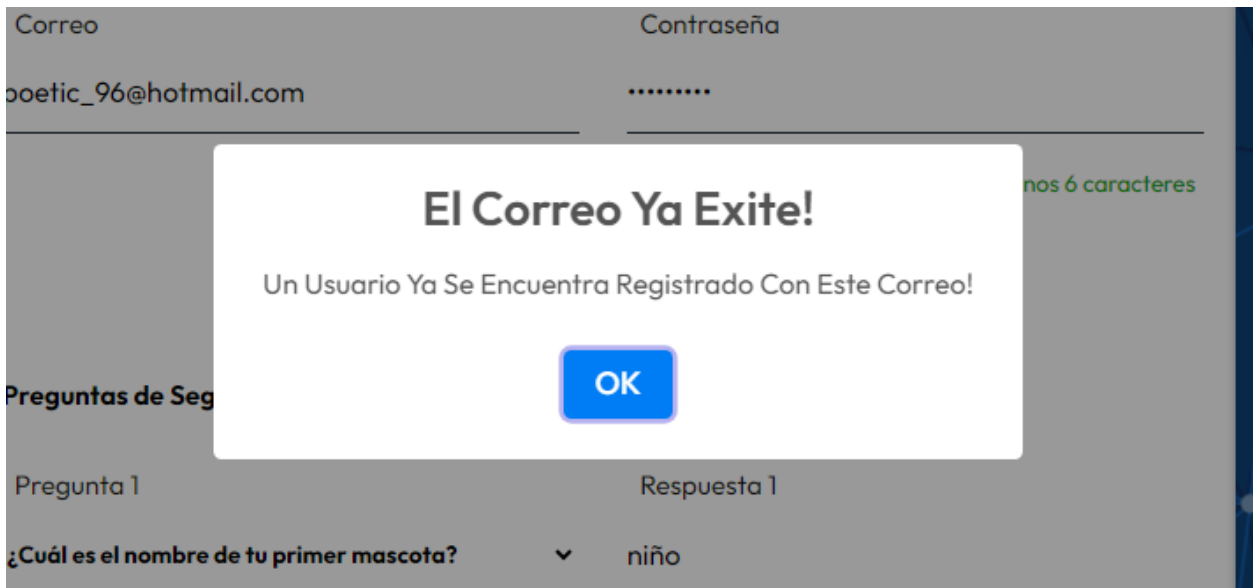 Correo
Contraseña
poetic_96@hotmail.com
•••••••••
El Correo Ya Exite!
nos 6 caracteres
Un Usuario Ya Se Encuentra Registrado Con Este Correo!
OK
Preguntas de Seg
Pregunta 1
Respuesta 1
¿Cuál es el nombre de tu primer mascota?
niño